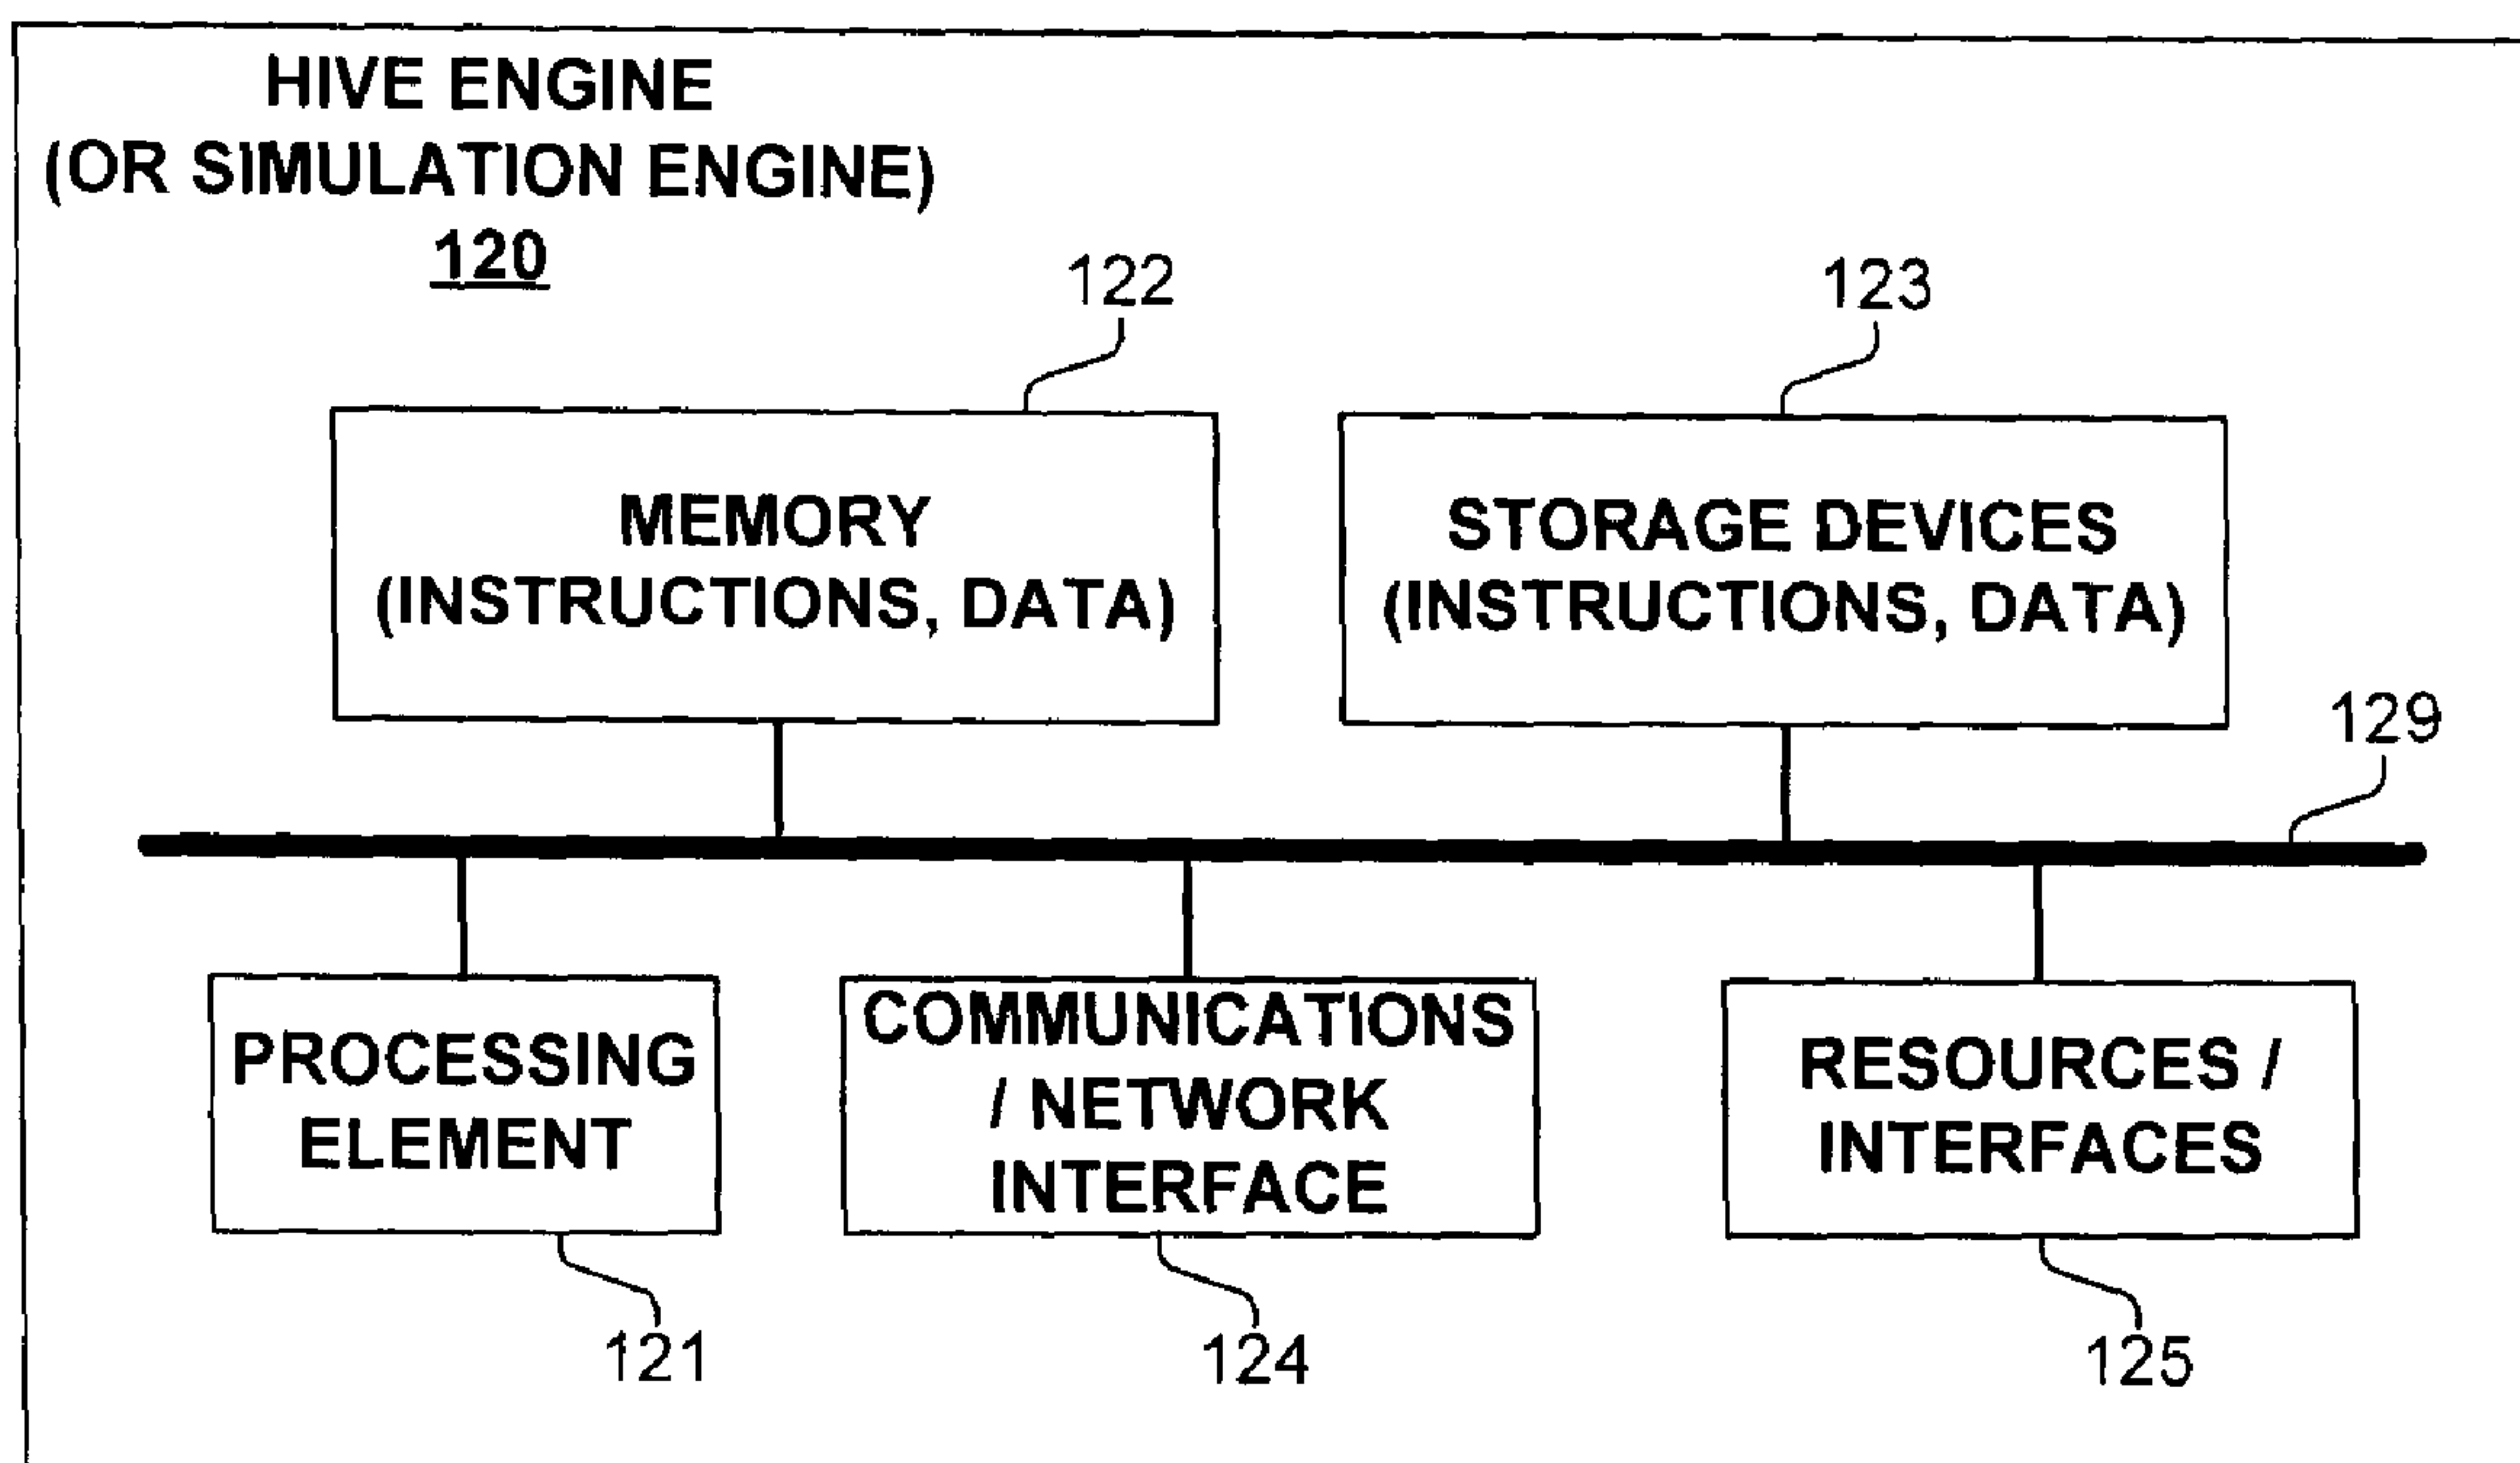 HIVE ENGINE
(OR SIMULATION ENGINE)
120
122
123
MEMORY
(INSTRUCTIONS, DATA)
STORAGE DEVICES
(INSTRUCTIONS, DATA)
129
PROCESSING
ELEMENT
COMMUNICATIONS
/ NETWORK
INTERFACE
RESOURCES /
INTERFACES
121
124
125